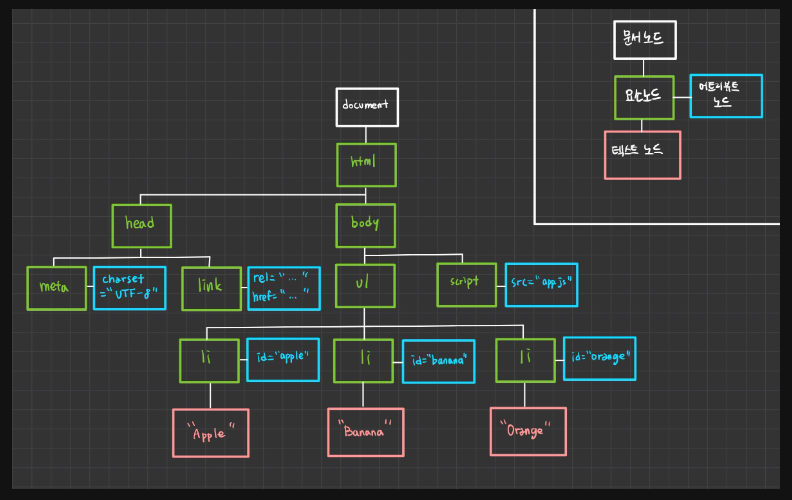 문서 노드
요소노드
어트리뷰트
노드
텍스트 노드
document
html
head
body
meta
charset
="UTF-8"
link
rel="..."
href="..."
ul
script
src="app.js"
li
id="apple"
li
id="banana"
li
id="orange"
"Apple"
"Banana"
"Orange"